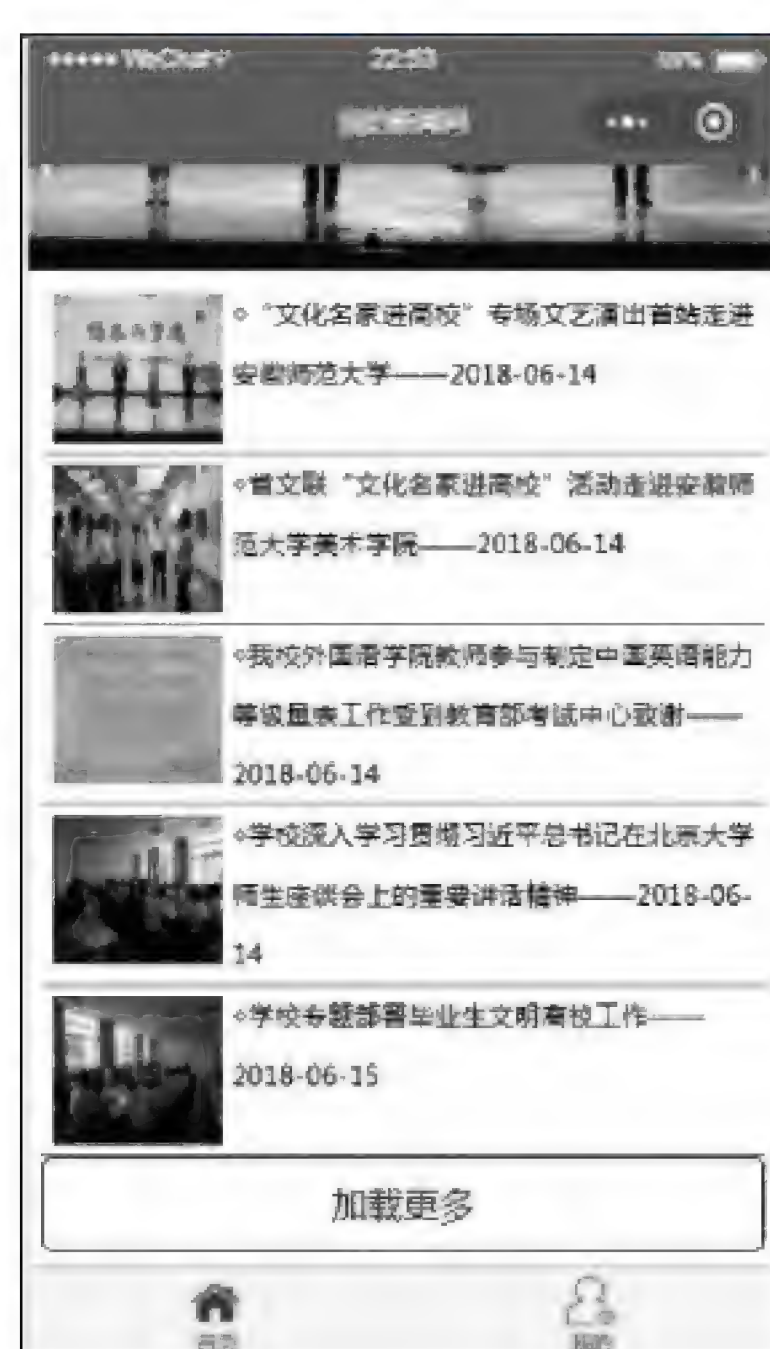 WeChat
◦ “文化名家进高校”专场文艺演出首站走进
安徽师范大学——2018-06-14
◦省文联“文化名家进高校”活动走进安徽师
范大学美术学院——2018-06-14
◦我校外国语学院教师参与制定中国英语能力
等级量表工作受到教育部考试中心致谢——
2018-06-14
◦学校深入学习贯彻习近平总书记在北京大学
师生座谈会上的重要讲话精神——2018-06-
14
◦学校专题部署毕业生文明离校工作——
2018-06-15
加载更多
首页